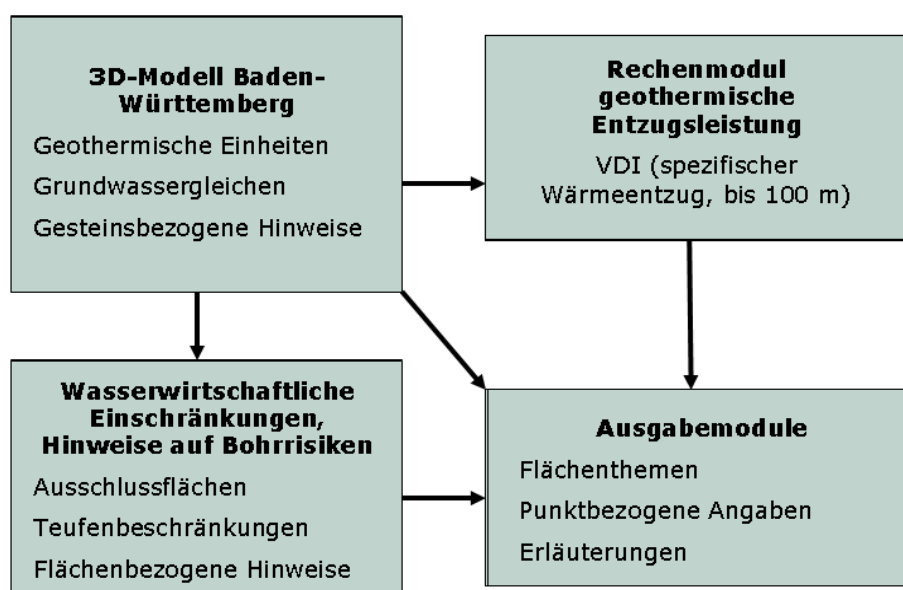 3D-Modell Baden-
Württemberg
Geothermische Einheiten
Grundwassergleichen
Gesteinsbezogene Hinweise
Rechenmodul
geothermische
Entzugsleistung
VDI (spezifischer
Wärmeentzug, bis 100 m)
Wasserwirtschaftliche
Einschränkungen,
Hinweise auf Bohrrisiken
Ausschlussflächen
Teufenbeschränkungen
Flächenbezogene Hinweise
Ausgabemodule
Flächenthemen
Punktbezogene Angaben
Erläuterungen